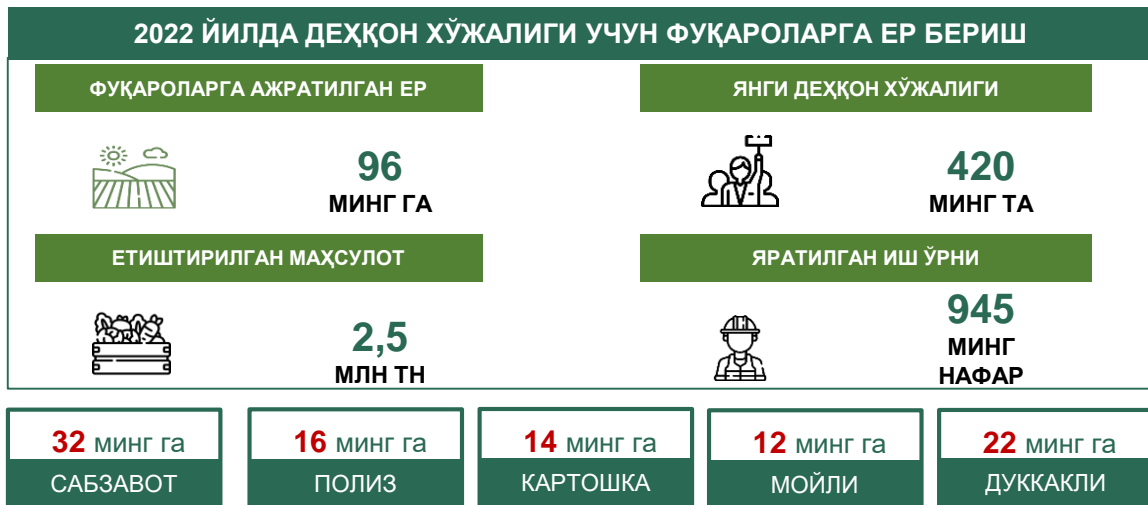 2022 ЙИЛДА ДЕҲҚОН ХЎЖАЛИГИ УЧУН ФУҚАРОЛАРГА ЕР БЕРИШ
ФУҚАРОЛАРГА АЖРАТИЛГАН ЕР
96
МИНГ ГА
ЯНГИ ДЕҲҚОН ХЎЖАЛИГИ
420
МИНГ ТА
ЕТИШТИРИЛГАН МАҲСУЛОТ
2,5
МЛН ТН
ЯРАТИЛГАН ИШ ЎРНИ
945
МИНГ
НАФАР
32 минг га
САБЗАВОТ
16 минг га
ПОЛИЗ
14 минг га
КАРТОШКА
12 минг га
МОЙЛИ
22 минг га
ДУККАКЛИ